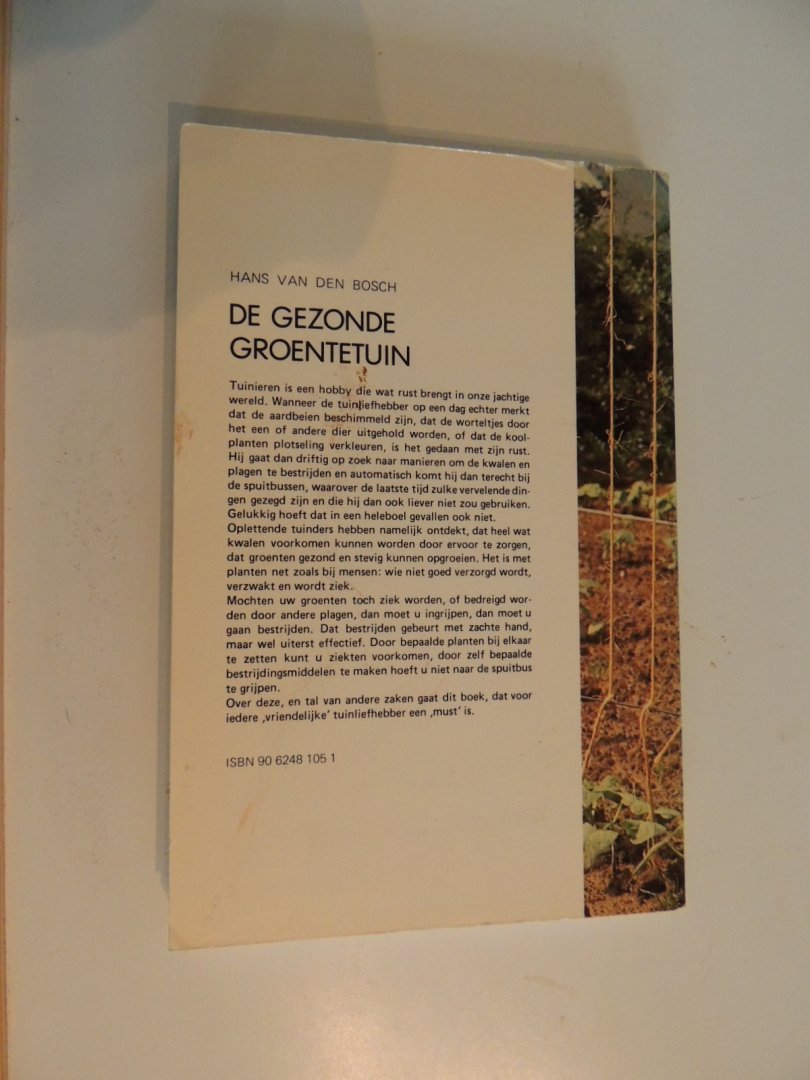 HANS VAN DEN BOSCH
DE GEZONDE
GROENTETUIN
Tuinieren is een hobby die wat rust brengt in onze jachtige
wereld. Wanneer de tuinliefhebber op een dag echter merkt
dat de aardbeien beschimmeld zijn, dat de worteltjes door
het een of andere dier uitgehold worden, of dat de kool-
planten plotseling verkleuren, is het gedaan met zijn rust.
Hij gaat dan driftig op zoek naar manieren om de kwalen en
plagen te bestrijden en automatisch komt hij dan terecht bij
de spuitbussen, waarover de laatste tijd zulke vervelende din-
gen gezegd zijn en die hij dan ook liever niet zou gebruiken.
Gelukkig hoeft dat in een heleboel gevallen ook niet.
Oplettende tuinders hebben namelijk ontdekt, dat heel wat
kwalen voorkomen kunnen worden door ervoor te zorgen,
dat groenten gezond en stevig kunnen opgroeien. Het is met
planten net zoals bij mensen: wie niet goed verzorgd wordt,
verzwakt en wordt ziek.
Mochten uw groenten toch ziek worden, of bedreigd wor-
den door andere plagen, dan moet u ingrijpen, dan moet u
gaan bestrijden. Dat bestrijden gebeurt met zachte hand,
maar wel uiterst effectief. Door bepaalde planten bij elkaar
te zetten kunt u ziekten voorkomen, door zelf bepaalde
bestrijdingsmiddelen te maken hoeft u niet naar de spuitbus
te grijpen.
Over deze, en tal van andere zaken gaat dit boek, dat voor
iedere ‚vriendelijke’ tuinliefhebber een ‚must’ is.
ISBN 90 6248 105 1